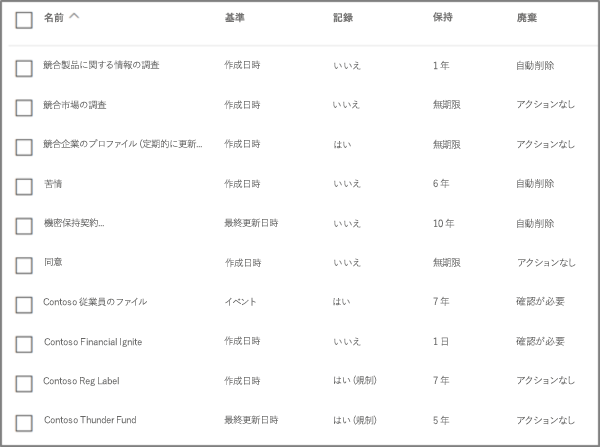 名前 基準 記録 保持 廃棄
競合製品に関する情報の調査 作成日時 いいえ 1 年 自動削除
競合市場の調査 作成日時 いいえ 無期限 アクションなし
競合企業のプロファイル (定期的に更新... 作成日時 はい 無期限 アクションなし
苦情 作成日時 いいえ 6 年 自動削除
機密保持契約... 最終更新日時 いいえ 10 年 自動削除
同意 作成日時 いいえ 無期限 アクションなし
Contoso 従業員のファイル イベント はい 7 年 確認が必要
Contoso Financial Ignite 作成日時 いいえ 1 日 確認が必要
Contoso Reg Label 作成日時 はい (規制) 7 年 アクションなし
Contoso Thunder Fund 最終更新日時 はい (規制) 5 年 アクションなし